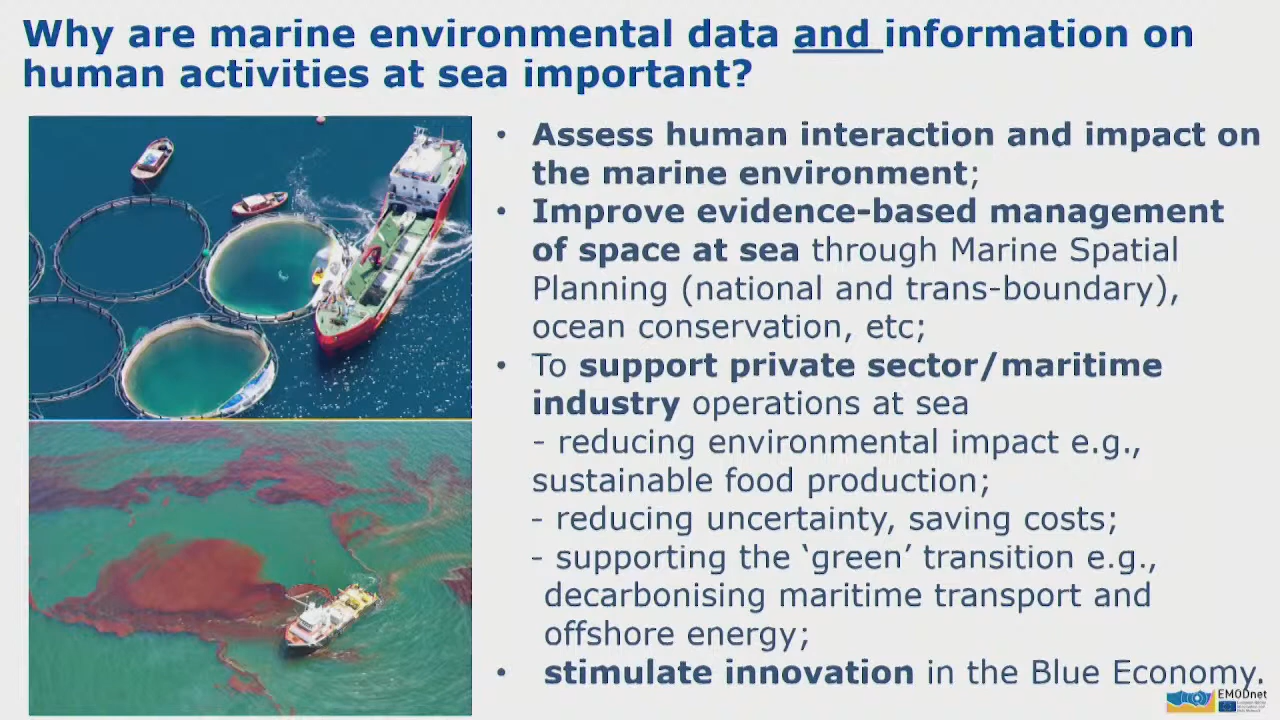 Why are marine environmental data and information on
human activities at sea important?
• Assess human interaction and impact on
the marine environment;
• Improve evidence-based management
of space at sea through Marine Spatial
Planning (national and trans-boundary),
ocean conservation, etc;
• To support private sector/maritime
industry operations at sea
- reducing environmental impact e.g.,
sustainable food production;
- reducing uncertainty, saving costs;
- supporting the ‘green’ transition e.g.,
decarbonising maritime transport and
offshore energy;
• stimulate innovation in the Blue Economy.
EMODnet